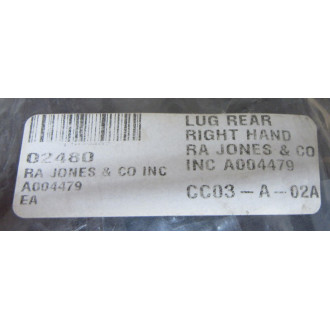 02480
RA JONES & CO INC
A004479
EA
LUG REAR
RIGHT HAND
RA JONES & CO
INC A004479
CC03-A-02A